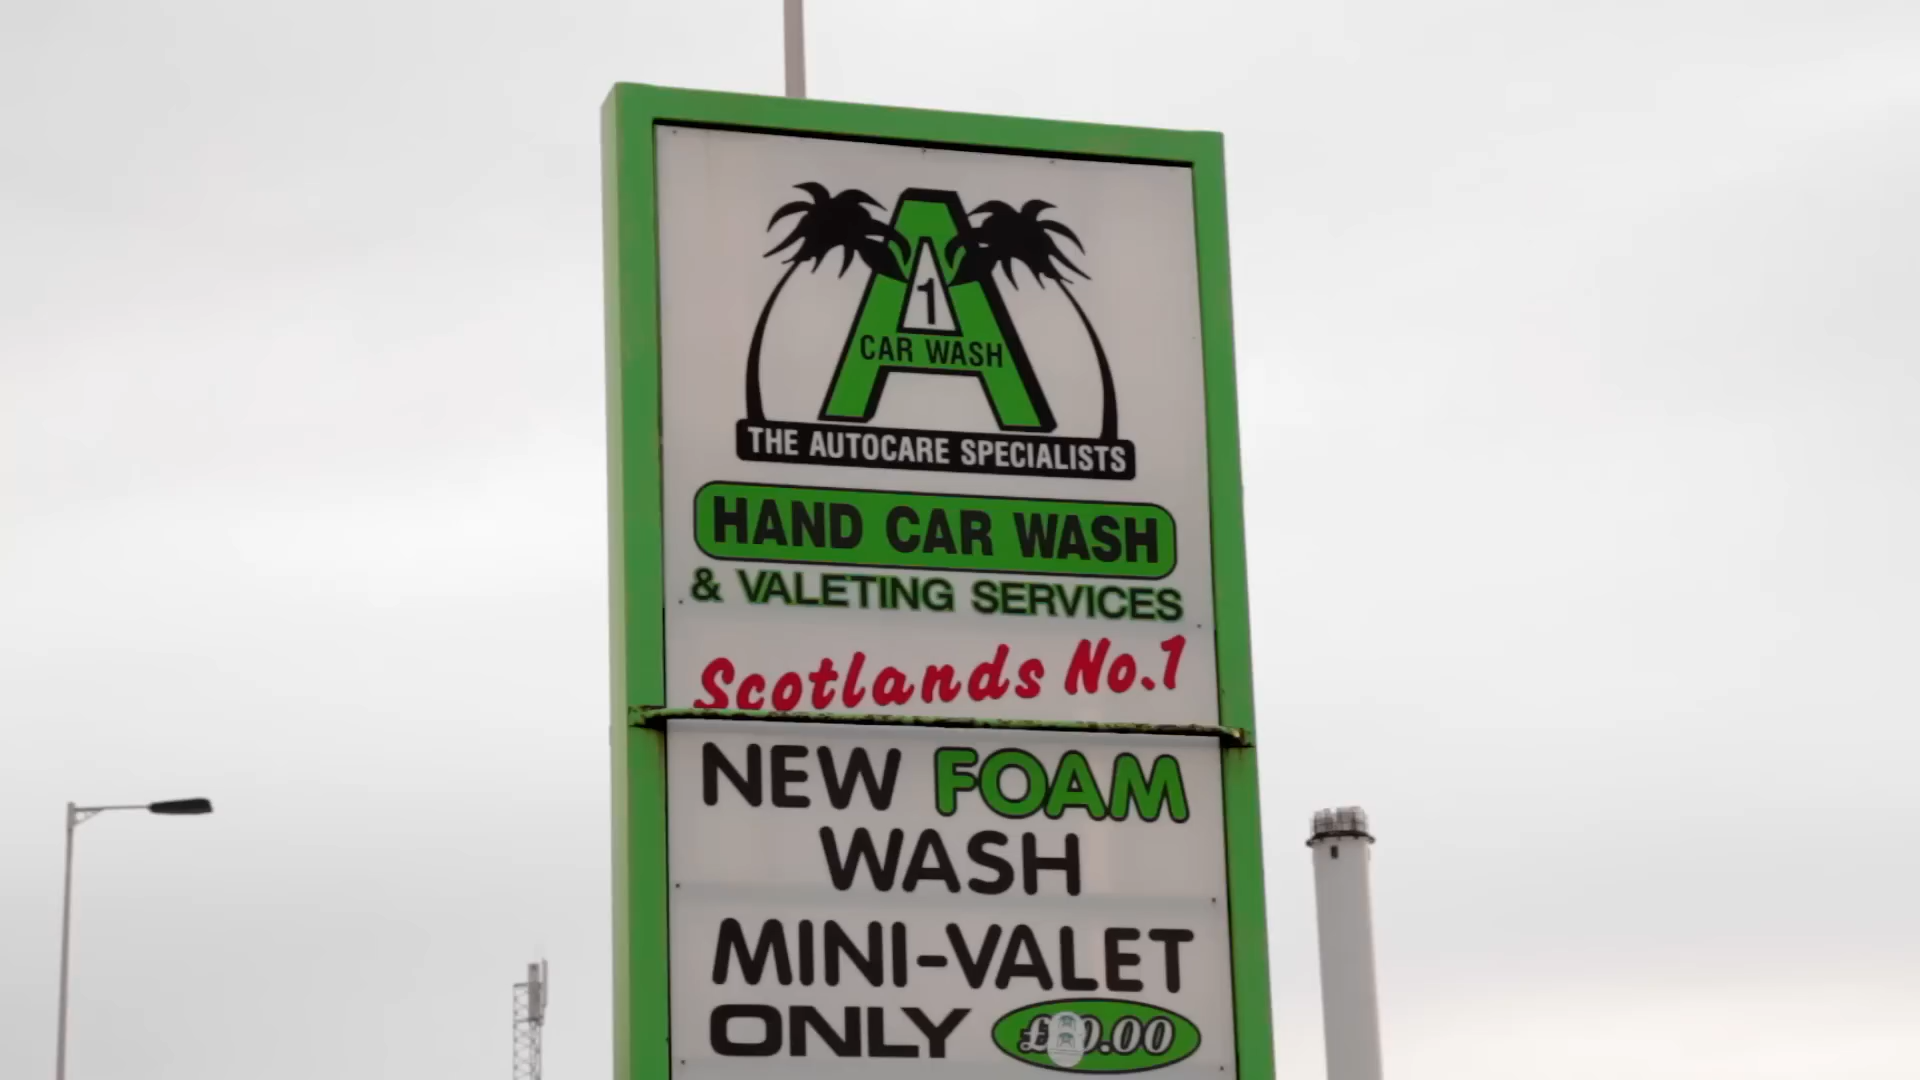 A
1
CAR WASH
THE AUTOCARE SPECIALISTS
HAND CAR WASH
& VALETING SERVICES
Scotlands No.1
NEW FOAM
WASH
MINI-VALET
ONLY